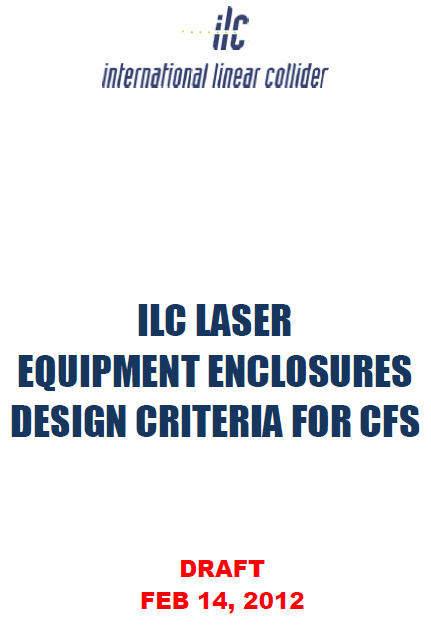 ilc
international linear collider
ILC LASER
EQUIPMENT ENCLOSURES
DESIGN CRITERIA FOR CFS
DRAFT
FEB 14, 2012